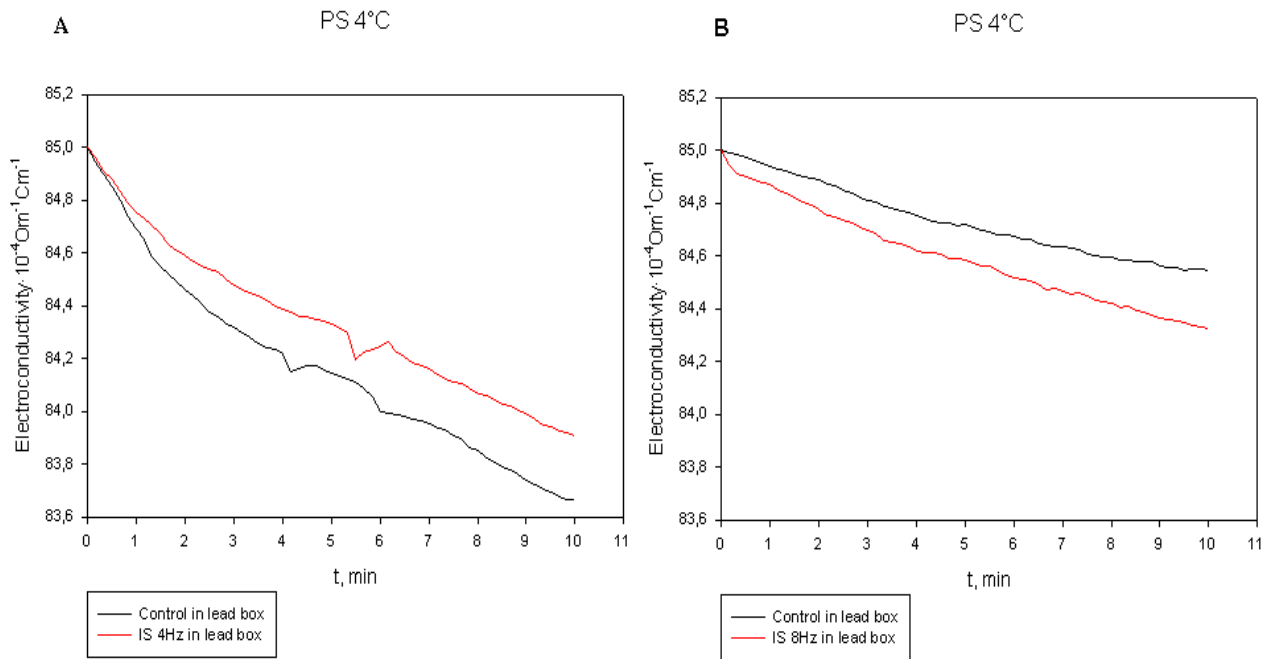 A
PS 4°C
85,2
85,0
84,8
84,6
84,4
84,2
84,0
83,8
83,6
Electroconductivity·10⁻⁴Om⁻¹Cm⁻¹
0 1 2 3 4 5 6 7 8 9 10 11
t, min
Control in lead box
IS 4Hz in lead box
B
PS 4°C
85,2
85,0
84,8
84,6
84,4
84,2
84,0
83,8
83,6
Electroconductivity·10⁻⁴Om⁻¹Cm⁻¹
0 1 2 3 4 5 6 7 8 9 10 11
t, min
Control in lead box
IS 8Hz in lead box